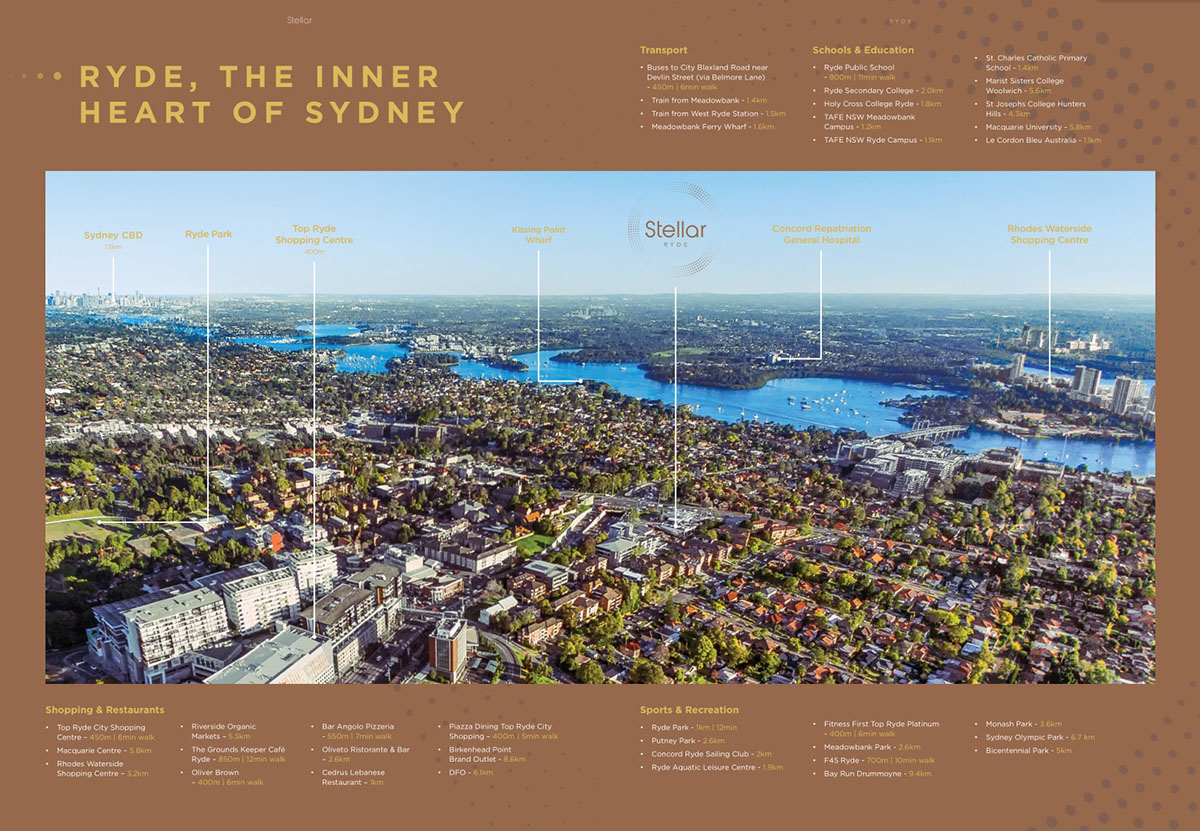 Stellar
RYDE
RYDE, THE INNER
HEART OF SYDNEY
Transport
• Buses to City Blaxland Road near
Devlin Street (via Belmore Lane)
- 450m | 6min walk
• Train from Meadowbank - 1.4km
• Train from West Ryde Station - 1.5km
• Meadowbank Ferry Wharf - 1.6km
Schools & Education
• Ryde Public School
- 800m | 11min walk
• Ryde Secondary College - 2.0km
• Holy Cross College Ryde - 1.8km
• TAFE NSW Meadowbank
Campus - 1.2km
• TAFE NSW Ryde Campus - 1.1km
• St. Charles Catholic Primary
School - 1.4km
• Marist Sisters College
Woolwich - 5.6km
• St Josephs College Hunters
Hills - 4.3km
• Macquarie University - 5.8km
• Le Cordon Bleu Australia - 1.1km
Sydney CBD
13km
Ryde Park
Top Ryde
Shopping Centre
400m
Kissing Point
Wharf
Stellar
RYDE
Concord Repatriation
General Hospital
Rhodes Waterside
Shopping Centre
Shopping & Restaurants
• Top Ryde City Shopping
Centre – 450m | 6min walk
• Macquarie Centre – 5.8km
• Rhodes Waterside
Shopping Centre – 3.2km
• Riverside Organic
Markets – 5.5km
• The Grounds Keeper Café
Ryde – 850m | 12min walk
• Oliver Brown
– 400m | 6min walk
• Bar Angolo Pizzeria
- 550m | 7min walk
• Oliveto Ristorante & Bar
– 2.6km
• Cedrus Lebanese
Restaurant – 1km
• Piazza Dining Top Ryde City
Shopping – 400m | 5min walk
• Birkenhead Point
Brand Outlet - 8.6km
• DFO - 6.1km
Sports & Recreation
• Ryde Park - 1km | 12min
• Putney Park - 2.6km
• Concord Ryde Sailing Club - 2km
• Ryde Aquatic Leisure Centre - 1.9km
• Fitness First Top Ryde Platinum
- 400m | 6min walk
• Meadowbank Park - 2.6km
• F45 Ryde - 700m | 10min walk
• Bay Run Drummoyne - 9.4km
• Monash Park - 3.6km
• Sydney Olympic Park - 6.7 km
• Bicentennial Park - 5km